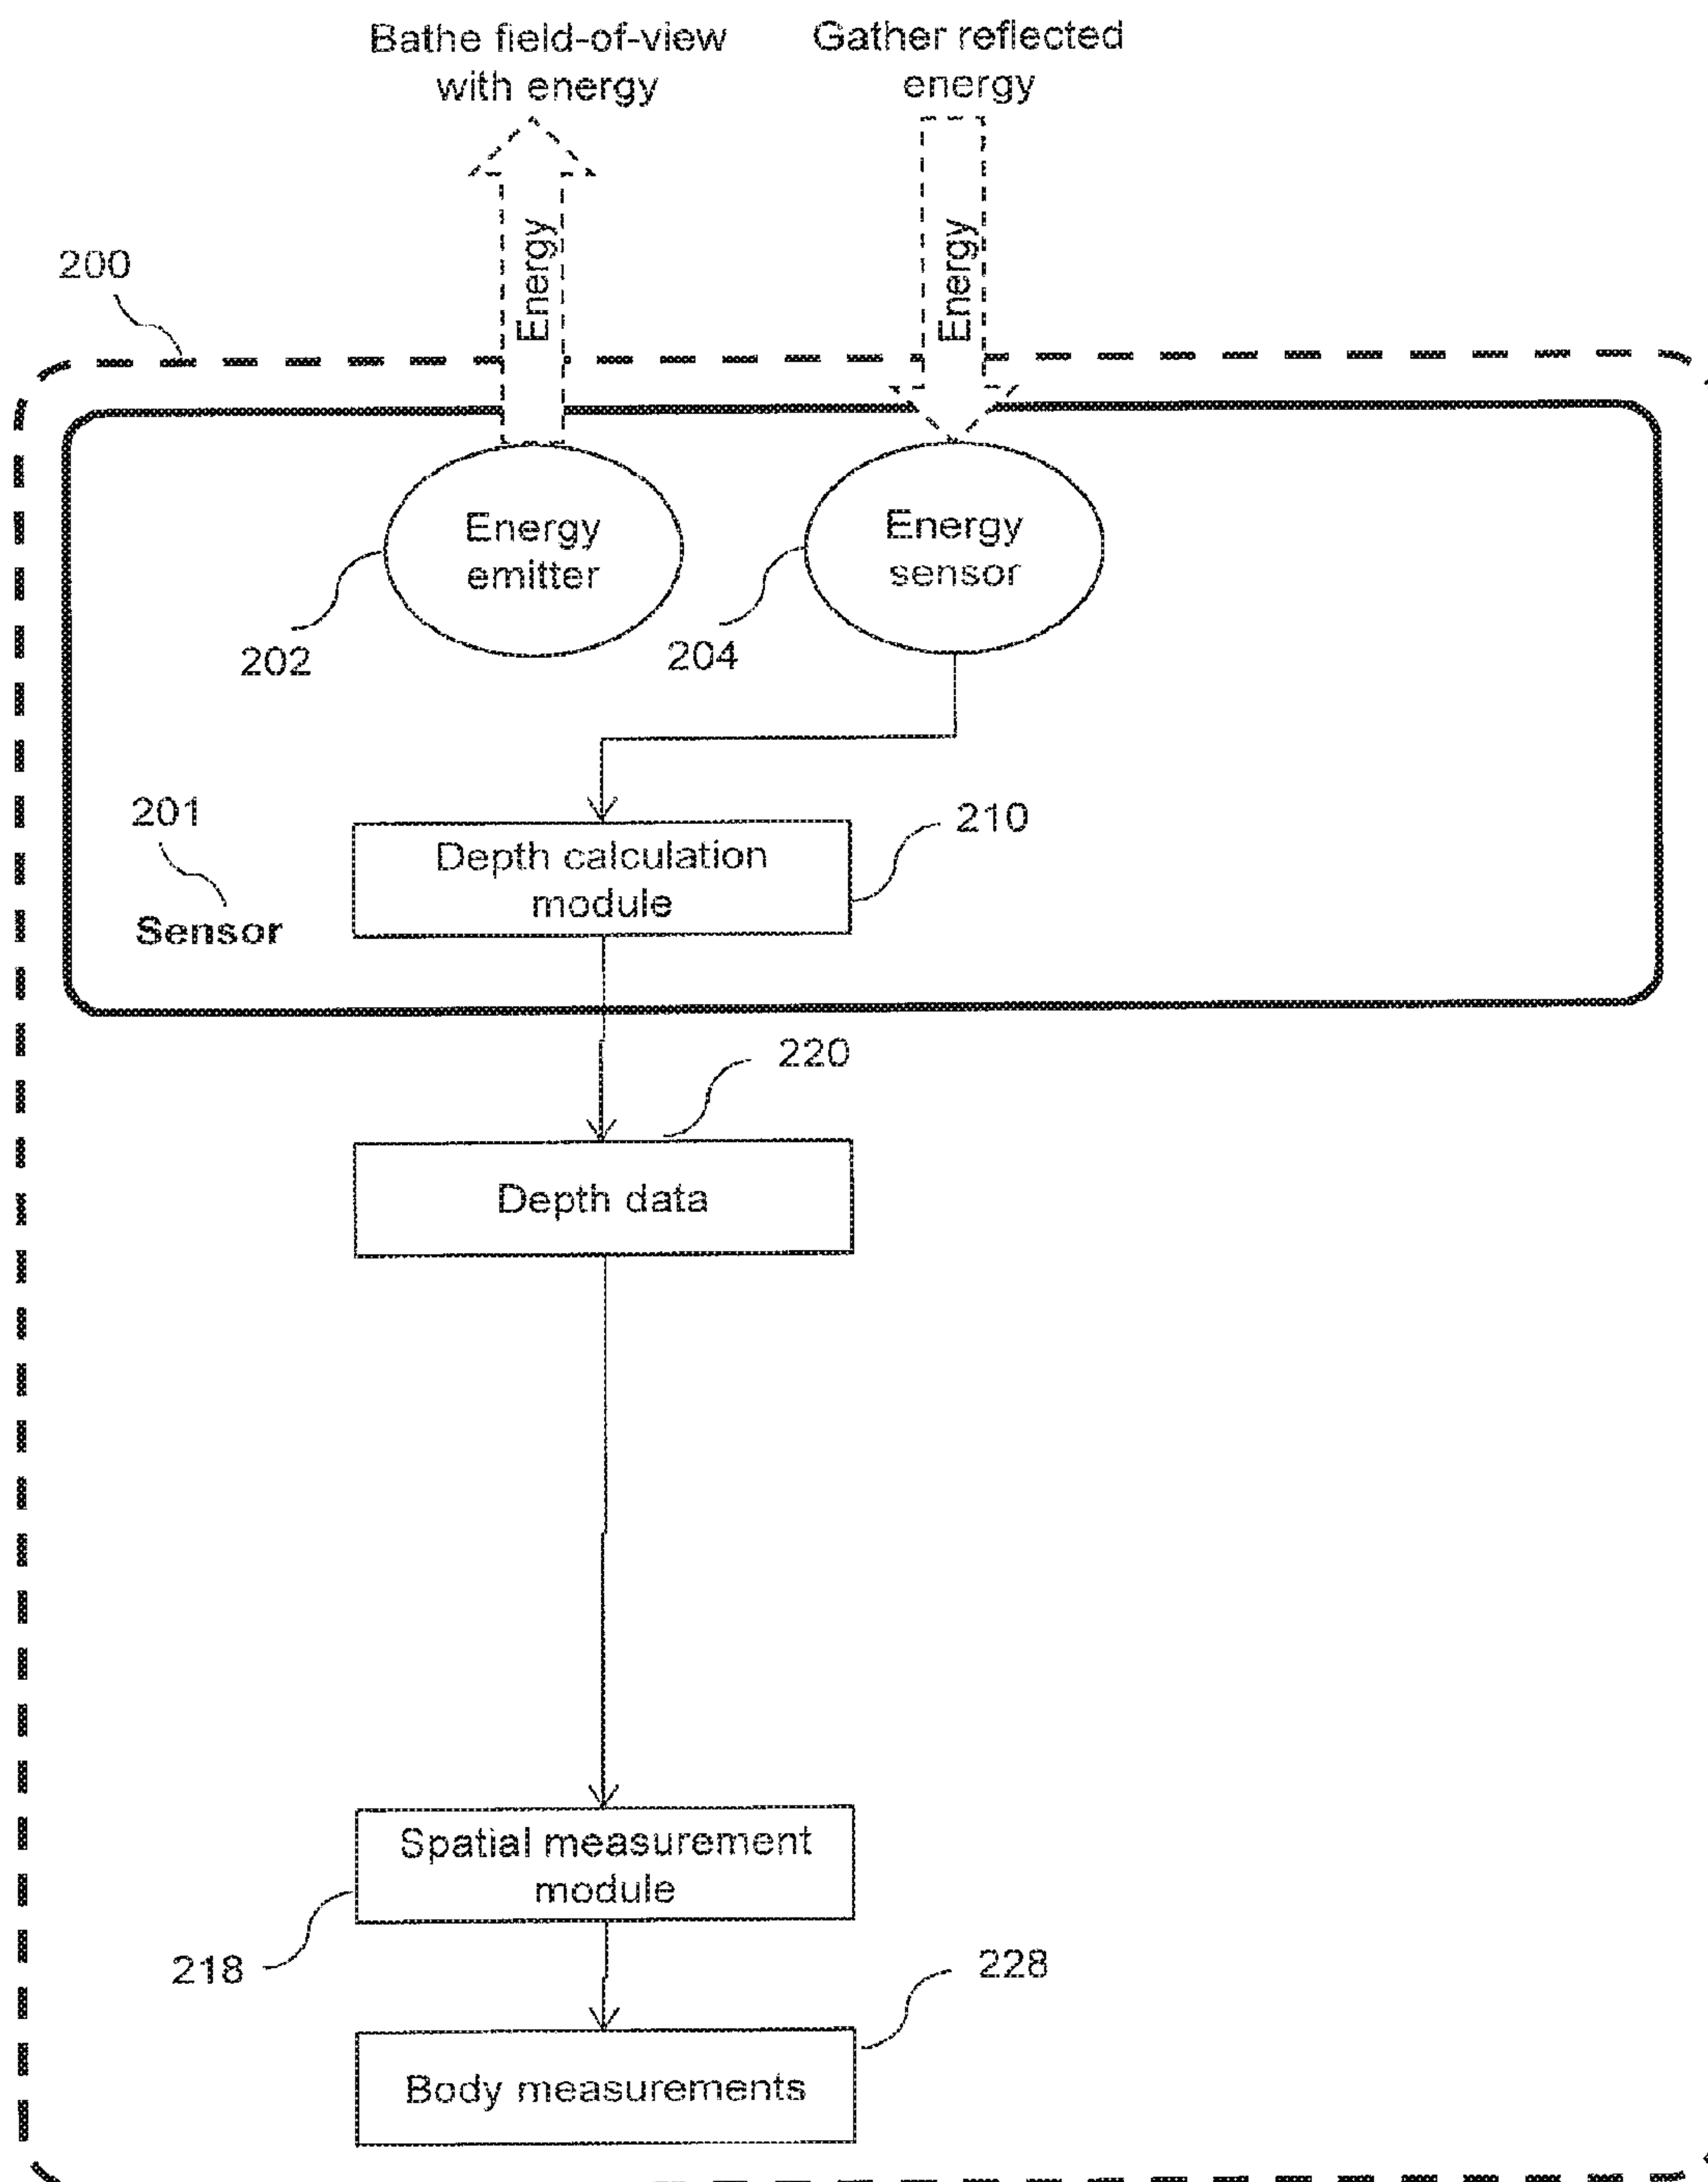 Bathe field-of-view
with energy
Gather reflected
energy
Energy
Energy
200
Energy
emitter
Energy
sensor
202
204
201
Sensor
Depth calculation
module
210
220
Depth data
Spatial measurement
module
218
228
Body measurements